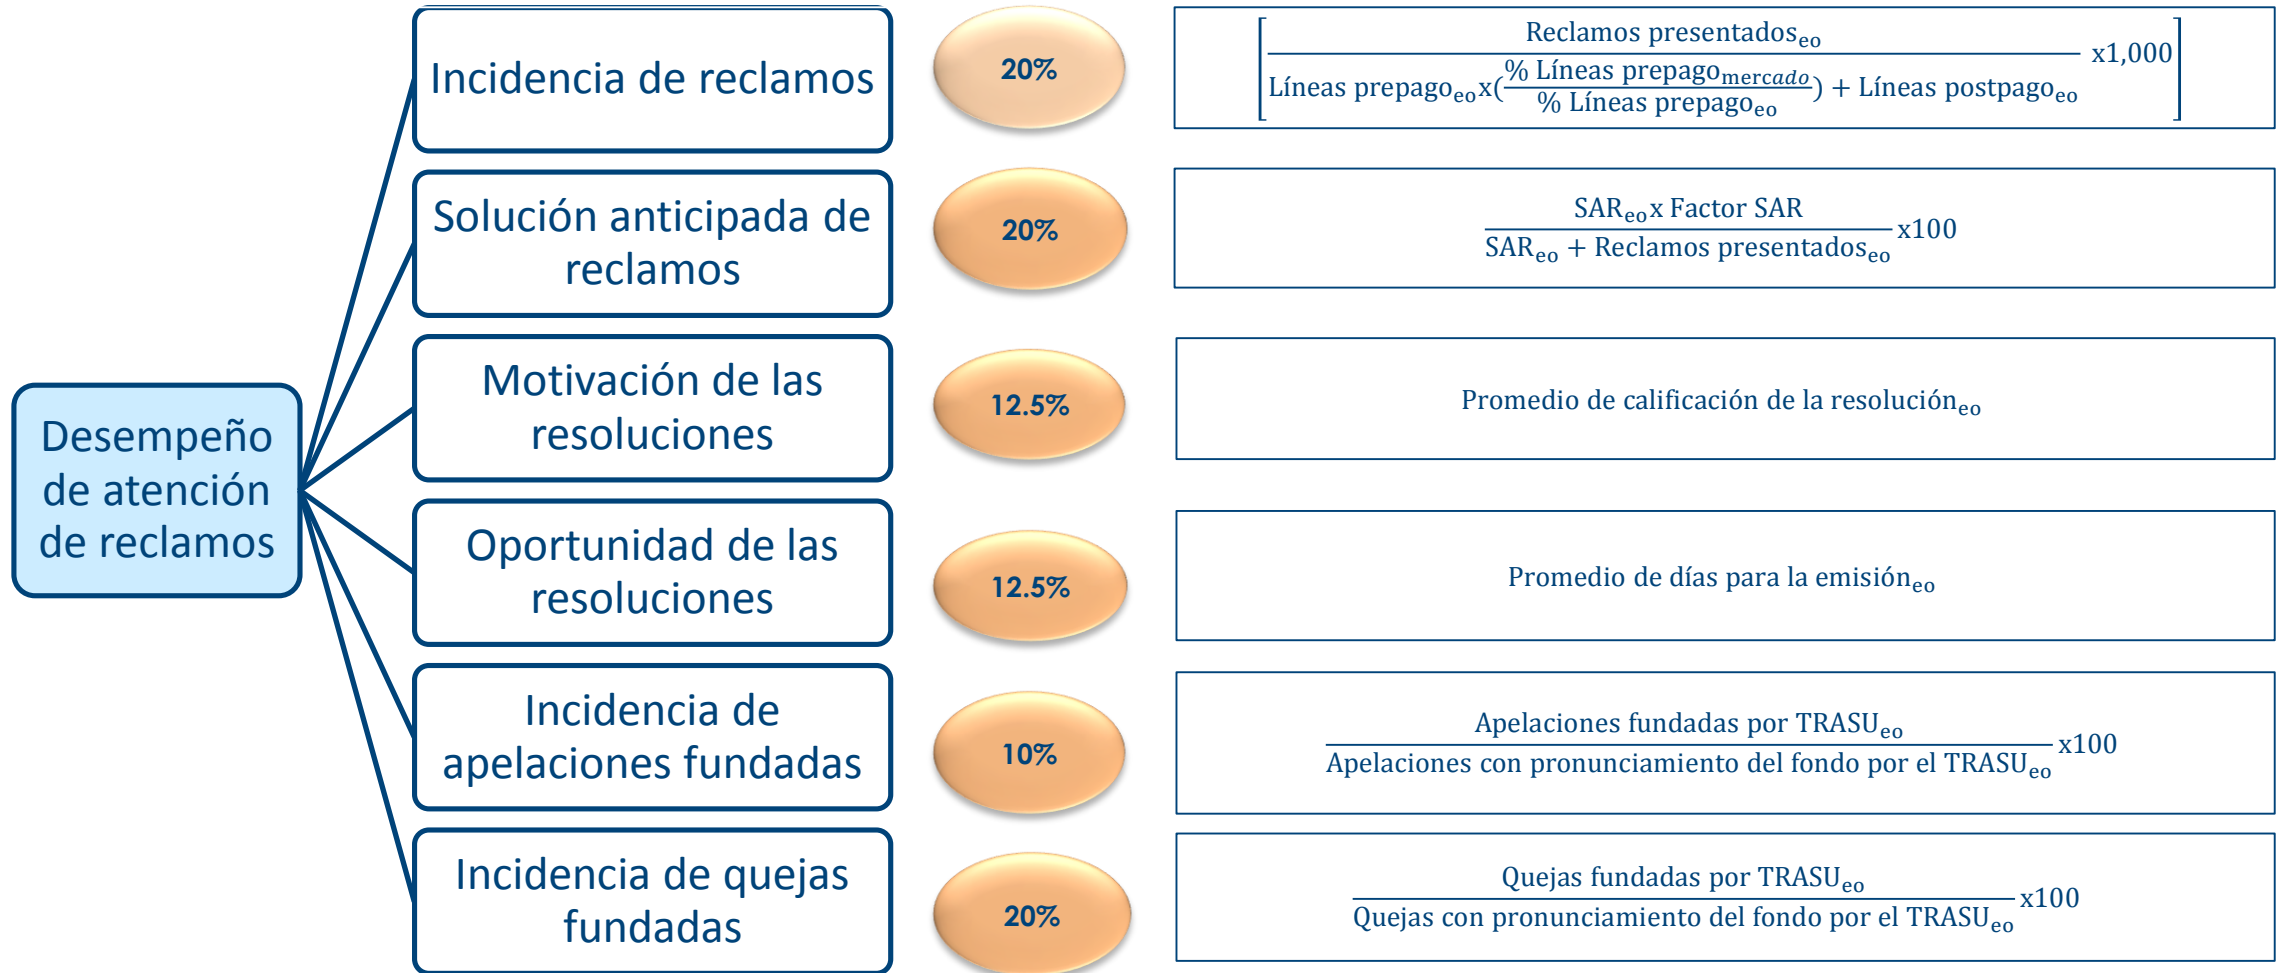 Desempeño
de atención
de reclamos
Incidencia de reclamos
20%
Reclamos presentados_eo
Líneas prepago_eo x(% Líneas prepago_mercado / % Líneas prepago_eo) + Líneas postpago_eo
x1,000
Solución anticipada de
reclamos
20%
SAR_eo x Factor SAR
SAR_eo + Reclamos presentados_eo
x100
Motivación de las
resoluciones
12.5%
Promedio de calificación de la resolución_eo
Oportunidad de las
resoluciones
12.5%
Promedio de días para la emisión_eo
Incidencia de
apelaciones fundadas
10%
Apelaciones fundadas por TRASU_eo
Apelaciones con pronunciamiento del fondo por el TRASU_eo
x100
Incidencia de quejas
fundadas
20%
Quejas fundadas por TRASU_eo
Quejas con pronunciamiento del fondo por el TRASU_eo
x100